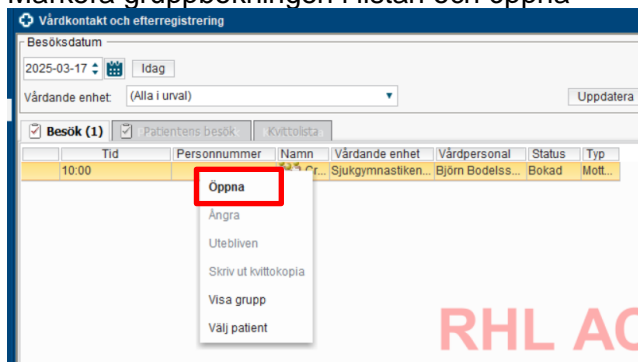 Markera gruppbokningen i listan och öppna
Vårdkontakt och efterregistrering
Besöksdatum
2025-03-17 Idag
Vårdande enhet: (Alla i urval) Uppdatera
Besök (1) Patientens besök Kvittolista
Tid Personnummer Namn Vårdande enhet Vårdpersonal Status Typ
10:00 Gr... Sjukgymnastiken... Björn Bodelss... Bokad Mott...
Öppna
Ångra
Utebliven
Skriv ut kvittokopia
Visa grupp
Välj patient
RHL AC